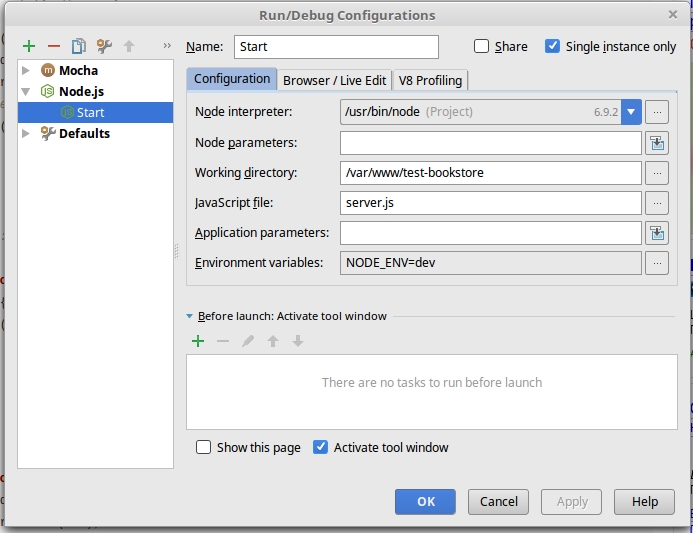 Run/Debug Configurations
Name: Start Share Single instance only
Mocha
Node.js
Start
Defaults
Configuration Browser / Live Edit V8 Profiling
Node interpreter: /usr/bin/node (Project) 6.9.2
Node parameters:
Working directory: /var/www/test-bookstore
JavaScript file: server.js
Application parameters:
Environment variables: NODE_ENV=dev
Before launch: Activate tool window
There are no tasks to run before launch
Show this page Activate tool window
OK Cancel Apply Help